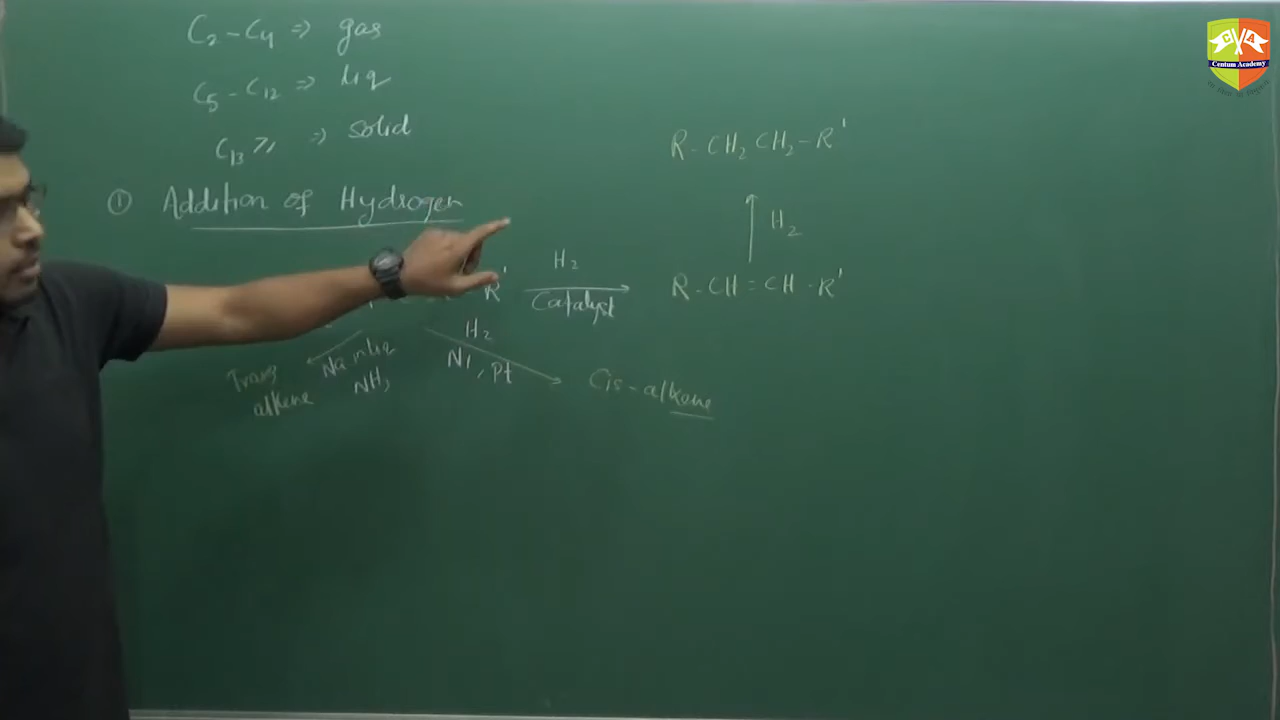 C₂ - C₄ ⇒ gas
C₅ - C₁₂ ⇒ liq
C₁₃ ≥ ⇒ solid
① Addition of Hydrogen
R'
H₂
Catalyst
R - CH = CH - R'
H₂
R - CH₂ CH₂ - R'
Trans
alkene
Na in liq
NH₃
H₂
Ni, Pt
Cis - alkene
CA
Centum Academy